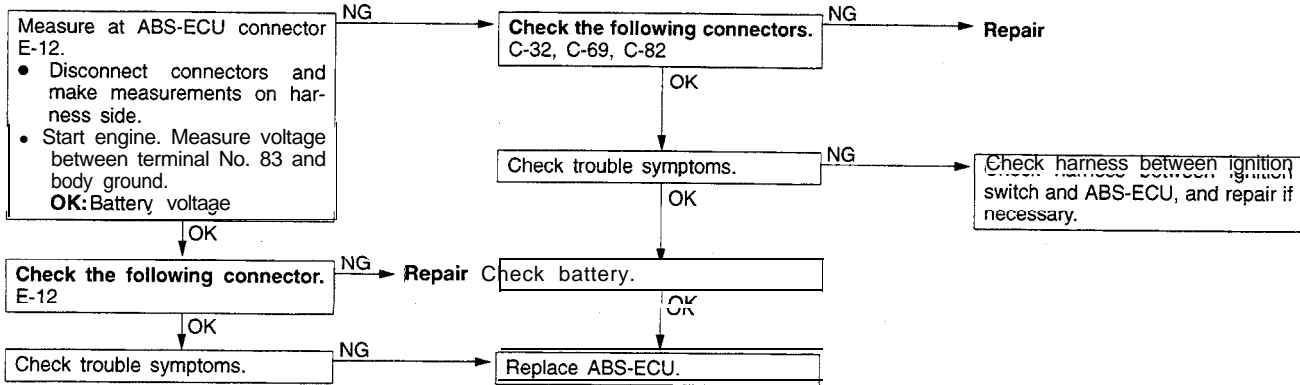 Measure at ABS-ECU connector
E-12.
● Disconnect connectors and
make measurements on har-
ness side.
● Start engine. Measure voltage
between terminal No. 83 and
body ground.
OK: Battery voltage
NG
Check the following connectors.
C-32, C-69, C-82
NG
Repair
OK
Check trouble symptoms.
NG
Check harness between ignition
switch and ABS-ECU, and repair if
necessary.
OK
OK
Check the following connector.
E-12
NG
Repair
Check battery.
OK
OK
Check trouble symptoms.
NG
Replace ABS-ECU.